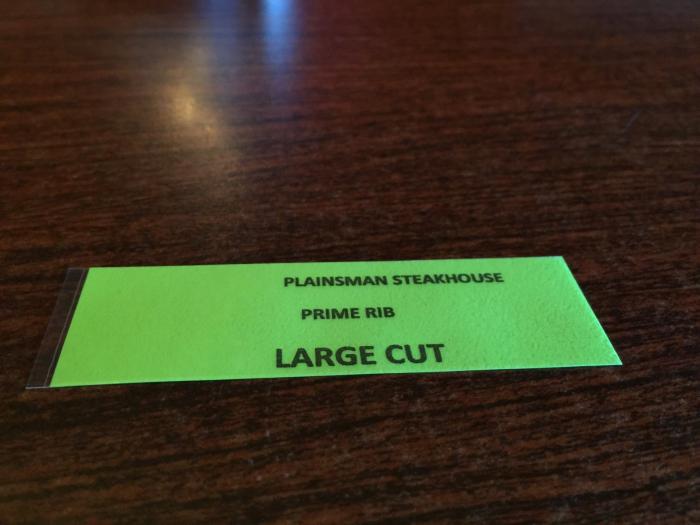 PLAINSMAN STEAKHOUSE
PRIME RIB
LARGE CUT